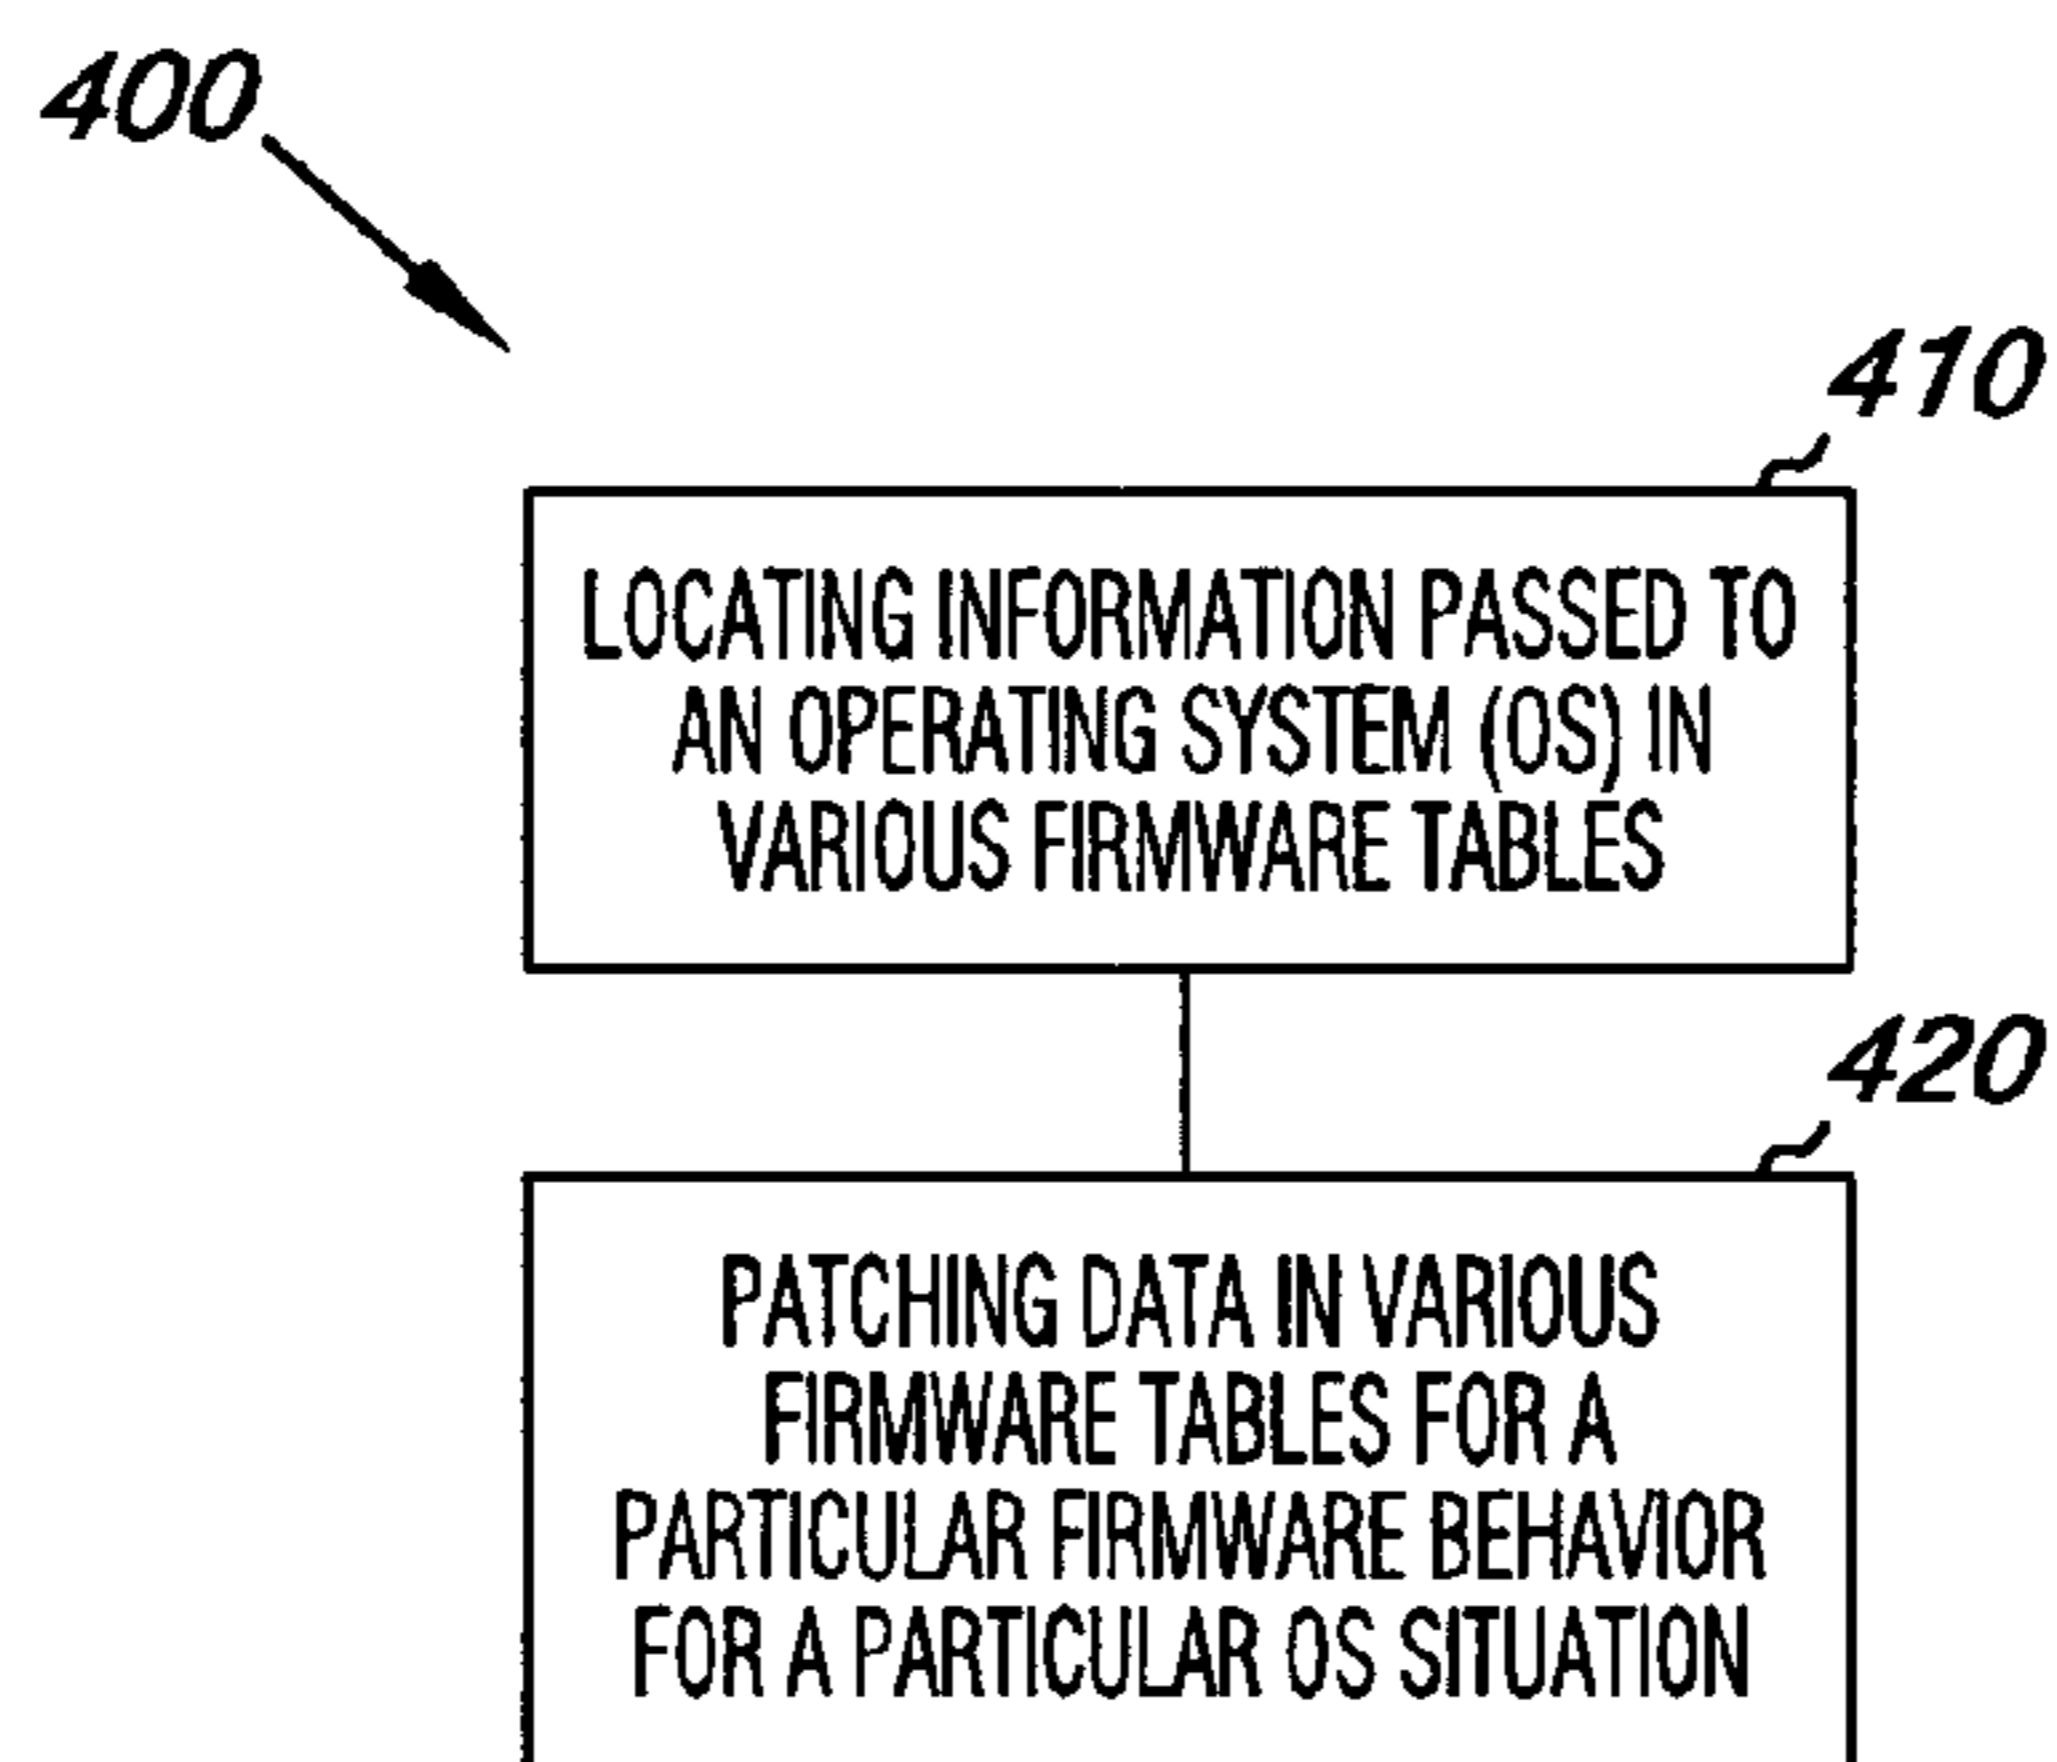 400
410
LOCATING INFORMATION PASSED TO
AN OPERATING SYSTEM (OS) IN
VARIOUS FIRMWARE TABLES
420
PATCHING DATA IN VARIOUS
FIRMWARE TABLES FOR A
PARTICULAR FIRMWARE BEHAVIOR
FOR A PARTICULAR OS SITUATION